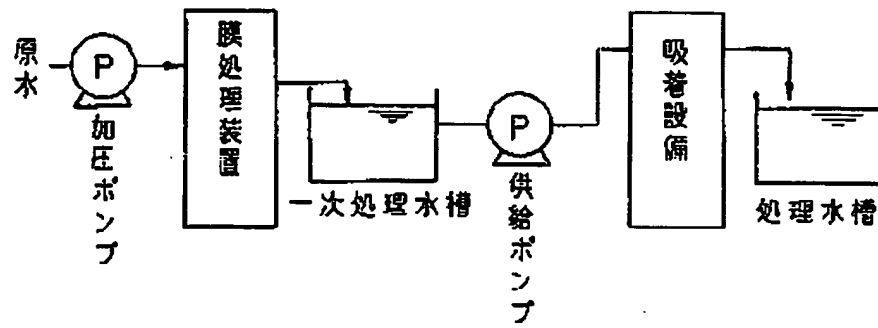 原水
P
加圧ポンプ
膜処理装置
一次処理水槽
P
供給ポンプ
吸着設備
処理水槽